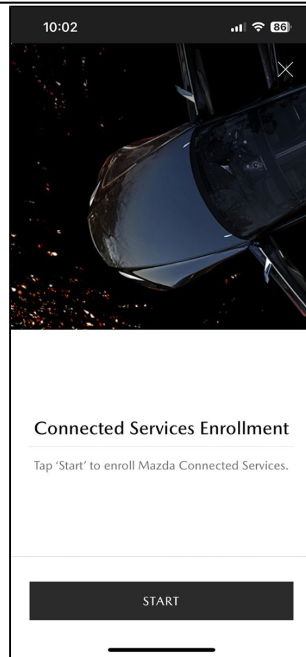 10:02
86
Connected Services Enrollment
Tap ‘Start’ to enroll Mazda Connected Services.
START